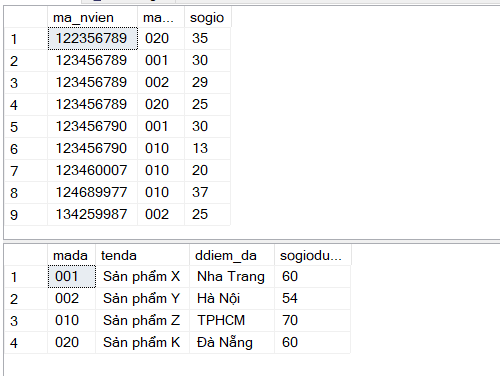 ma_nvien ma... sogio
1 122356789 020 35
2 123456789 001 30
3 123456789 002 29
4 123456789 020 25
5 123456790 001 30
6 123456790 010 13
7 123460007 010 20
8 124689977 010 37
9 134259987 002 25
mada tenda ddiem_da sogiodu...
1 001 Sản phẩm X Nha Trang 60
2 002 Sản phẩm Y Hà Nội 54
3 010 Sản phẩm Z TPHCM 70
4 020 Sản phẩm K Đà Nẵng 60